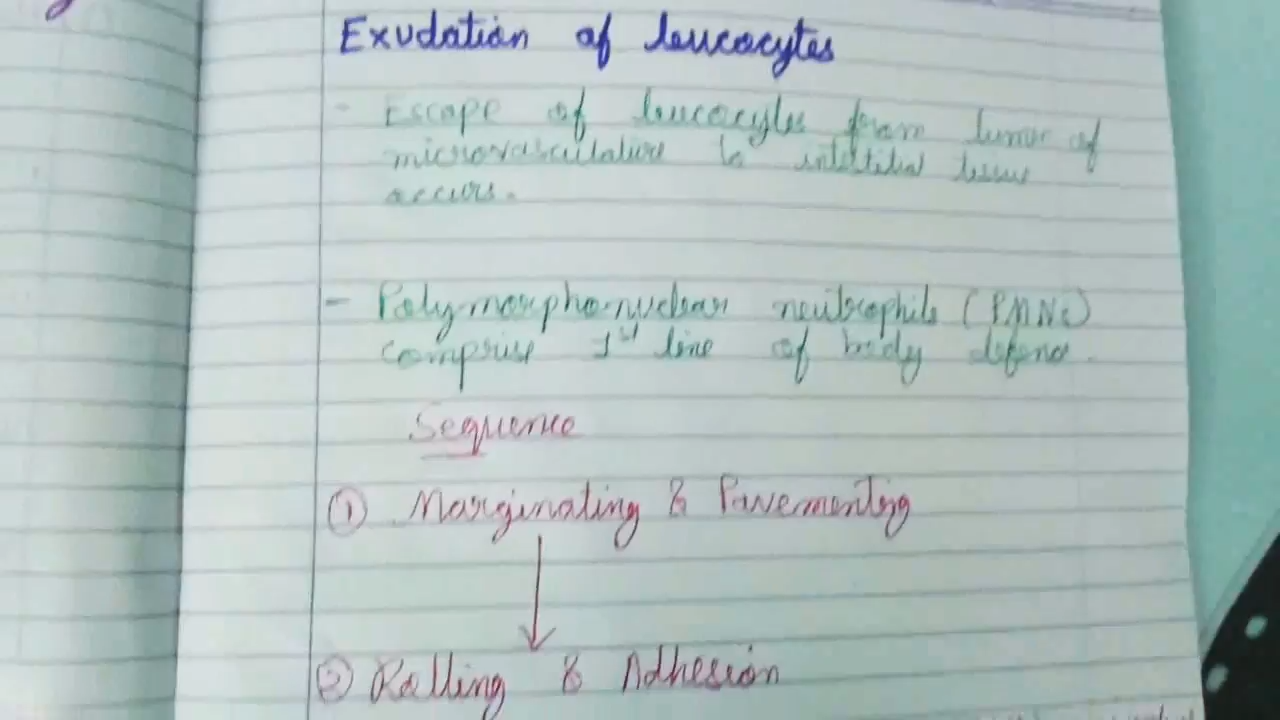 Exudation of leucocytes
- Escape of leucocytes from lumen of
microvasculature to interstitial tissue
occurs.
- Polymorphonuclear neutrophils (PMNs)
comprise 1st line of body defence.
Sequence
① Marginating & Pavementing
② Rolling & Adhesion